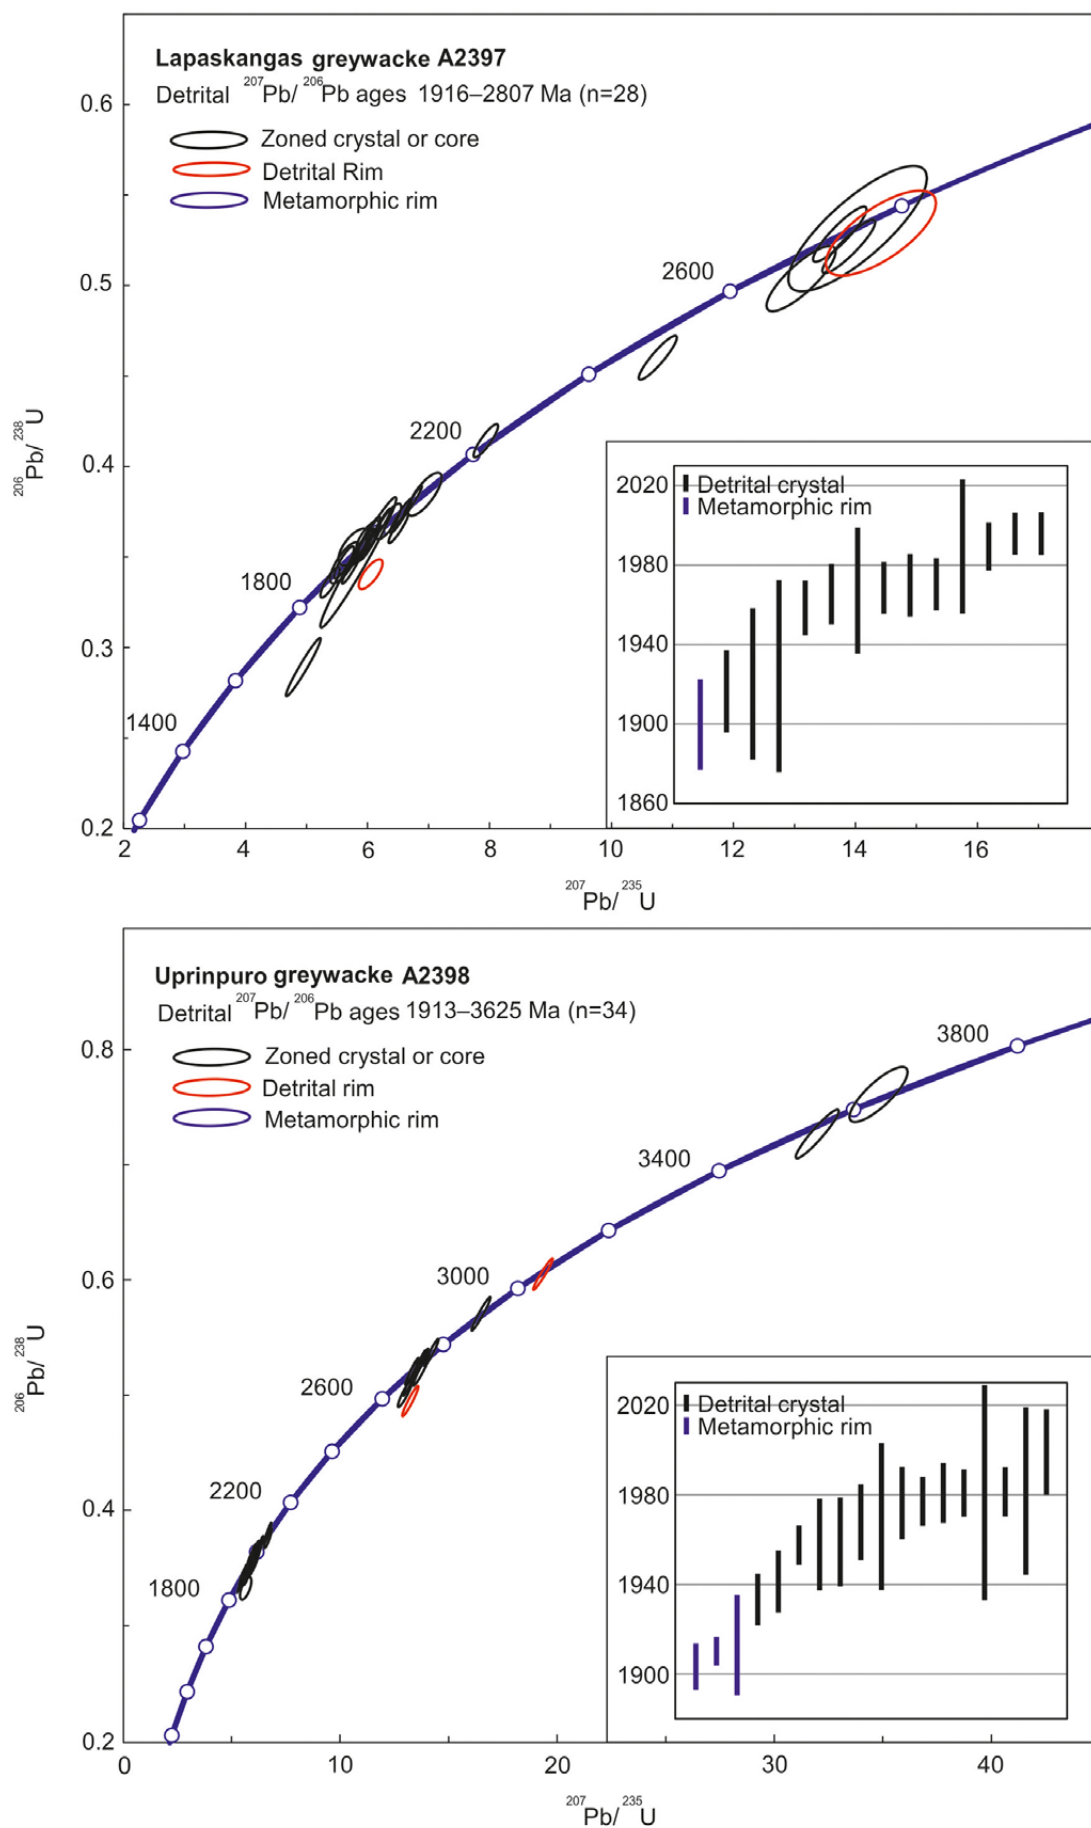 Lapaskangas greywacke A2397
Detrital 207Pb/ 206Pb ages 1916–2807 Ma (n=28)
0.6
Zoned crystal or core
Detrital Rim
Metamorphic rim
0.5
2600
206Pb/ 238U
2200
0.4
2020
Detrital crystal
Metamorphic rim
1980
1800
1940
0.3
1400
1900
1860
0.2
2
4
6
8
10
12
14
16
207Pb/ 235U
Uprinpuro greywacke A2398
Detrital 207Pb/ 206Pb ages 1913–3625 Ma (n=34)
3800
0.8
Zoned crystal or core
Detrital rim
Metamorphic rim
3400
3000
0.6
206Pb/ 238U
2600
2020
Detrital crystal
Metamorphic rim
2200
1980
0.4
1800
1940
1900
0.2
0
10
20
30
40
207Pb/ 235U